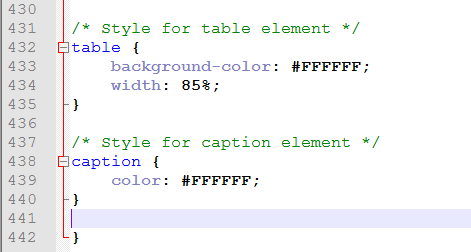 430
431 /* Style for table element */
432 table {
433     background-color: #FFFFFF;
434     width: 85%;
435 }
436
437 /* Style for caption element */
438 caption {
439     color: #FFFFFF;
440 }
441
442 }